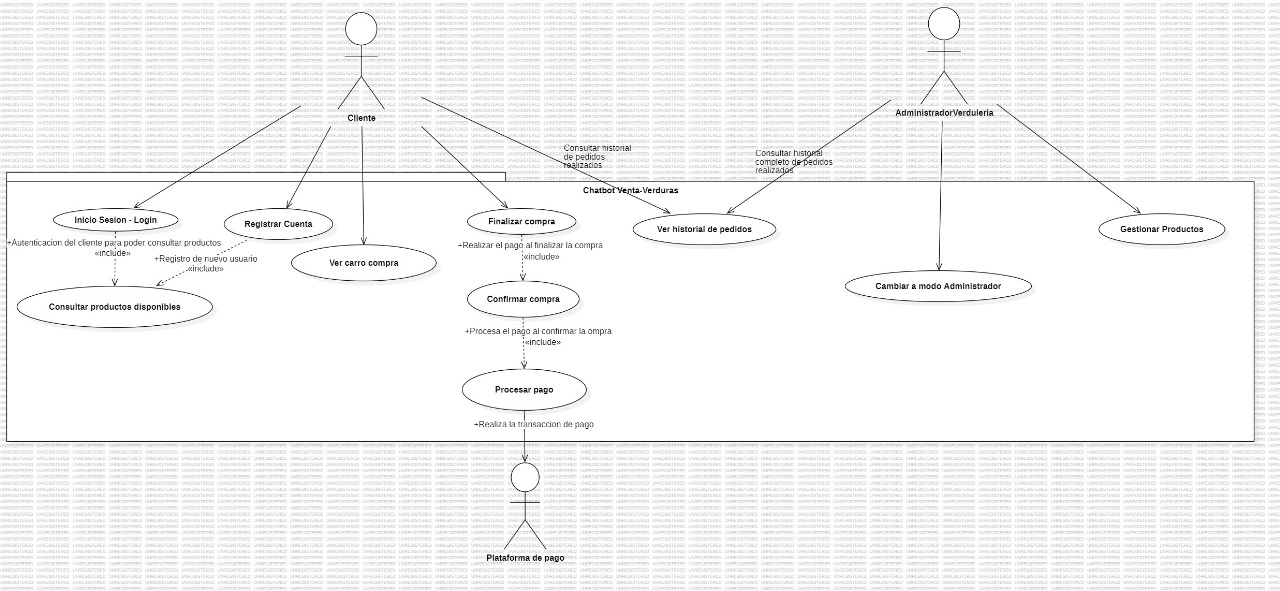 Cliente
AdministradorVerduleria
Consultar historial
de pedidos
realizados
Consultar historial
completo de pedidos
realizados
Chatbot Venta-Verduras
Inicio Sesion - Login
Registrar Cuenta
Finalizar compra
Ver historial de pedidos
Gestionar Productos
+Autenticacion del cliente para poder consultar productos
«include»
+Registro de nuevo usuario
«include»
Ver carro compra
+Realizar el pago al finalizar la compra
«include»
Cambiar a modo Administrador
Consultar productos disponibles
Confirmar compra
+Procesa el pago al confirmar la ompra
«include»
Procesar pago
+Realiza la transaccion de pago
Plataforma de pago
UNREGISTERED